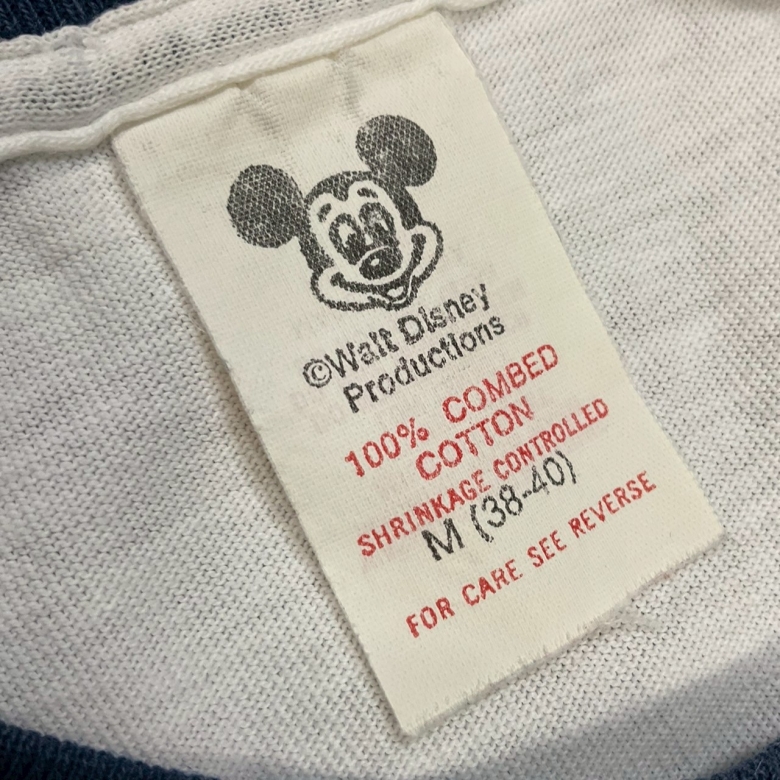 ©Walt Disney
Productions
100% COMBED
COTTON
SHRINKAGE CONTROLLED
M (38-40)
FOR CARE SEE REVERSE